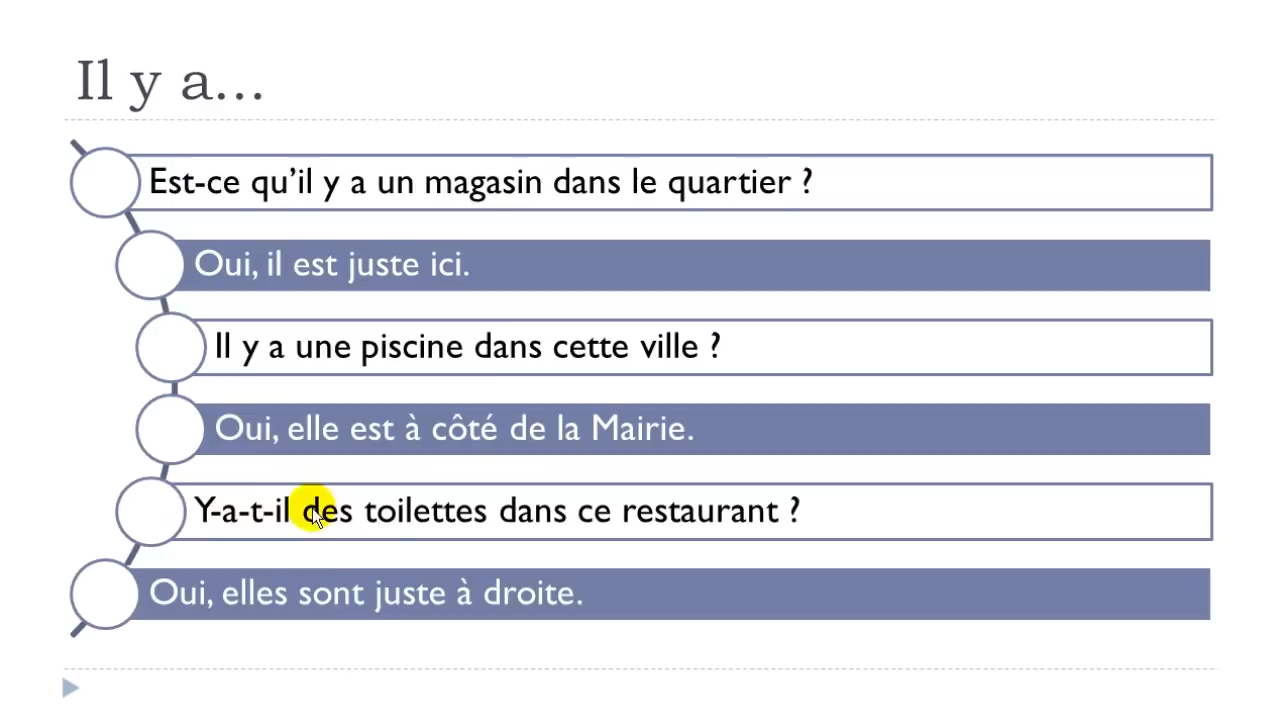 Il y a...
Est-ce qu’il y a un magasin dans le quartier ?
Oui, il est juste ici.
Il y a une piscine dans cette ville ?
Oui, elle est à côté de la Mairie.
Y-a-t-il des toilettes dans ce restaurant ?
Oui, elles sont juste à droite.